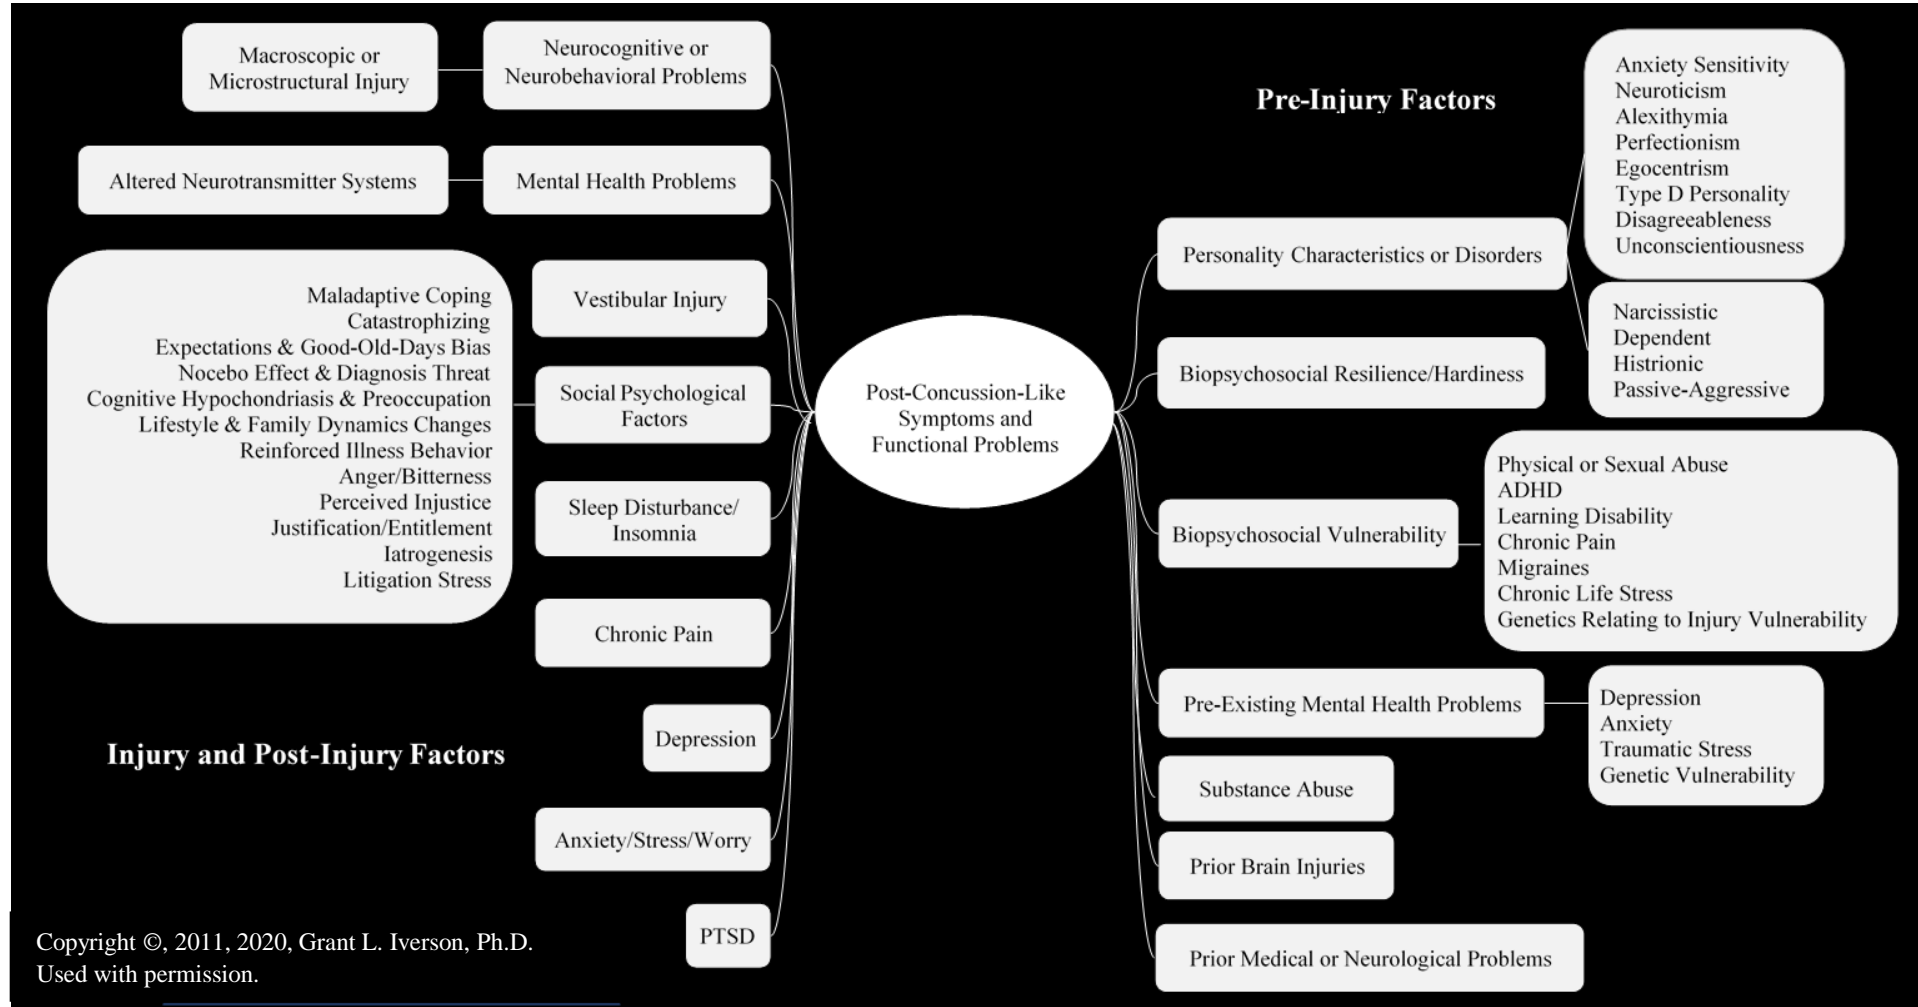 Macroscopic or
Microstructural Injury
Neurocognitive or
Neurobehavioral Problems
Altered Neurotransmitter Systems
Mental Health Problems
Vestibular Injury
Maladaptive Coping
Catastrophizing
Expectations & Good-Old-Days Bias
Nocebo Effect & Diagnosis Threat
Cognitive Hypochondriasis & Preoccupation
Lifestyle & Family Dynamics Changes
Reinforced Illness Behavior
Anger/Bitterness
Perceived Injustice
Justification/Entitlement
Iatrogenesis
Litigation Stress
Social Psychological
Factors
Sleep Disturbance/
Insomnia
Chronic Pain
Depression
Injury and Post-Injury Factors
Anxiety/Stress/Worry
PTSD
Copyright ©, 2011, 2020, Grant L. Iverson, Ph.D.
Used with permission.
Post-Concussion-Like
Symptoms and
Functional Problems
Pre-Injury Factors
Personality Characteristics or Disorders
Anxiety Sensitivity
Neuroticism
Alexithymia
Perfectionism
Egocentrism
Type D Personality
Disagreeableness
Unconscientiousness
Narcissistic
Dependent
Histrionic
Passive-Aggressive
Biopsychosocial Resilience/Hardiness
Biopsychosocial Vulnerability
Physical or Sexual Abuse
ADHD
Learning Disability
Chronic Pain
Migraines
Chronic Life Stress
Genetics Relating to Injury Vulnerability
Pre-Existing Mental Health Problems
Depression
Anxiety
Traumatic Stress
Genetic Vulnerability
Substance Abuse
Prior Brain Injuries
Prior Medical or Neurological Problems